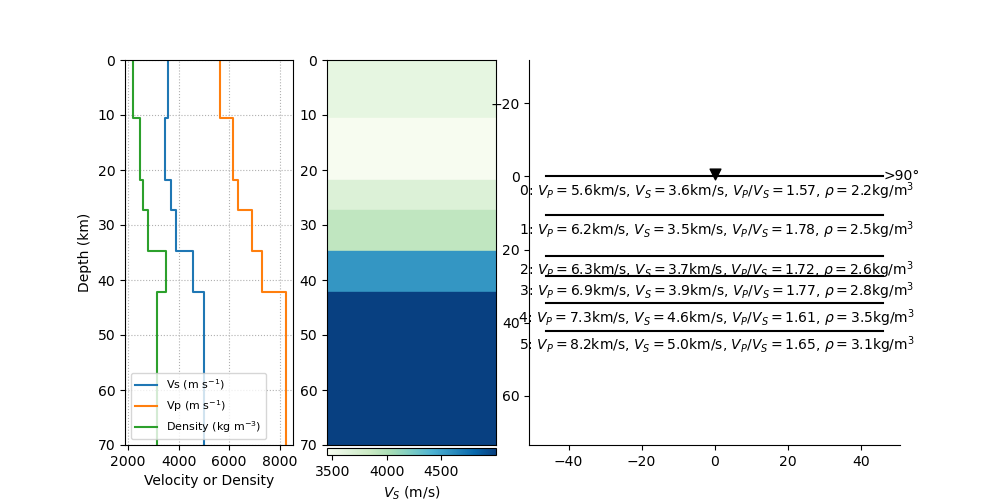 0
10
20
30
40
50
60
70
Depth (km)
2000 4000 6000 8000
Velocity or Density
Vs (m s⁻¹)
Vp (m s⁻¹)
Density (kg m⁻³)
0
10
20
30
40
50
60
70
3500 4000 4500
V_S (m/s)
−20
0
20
40
60
>90°
0: V_P = 5.6km/s, V_S = 3.6km/s, V_P/V_S = 1.57, ρ = 2.2kg/m³
1: V_P = 6.2km/s, V_S = 3.5km/s, V_P/V_S = 1.78, ρ = 2.5kg/m³
2: V_P = 6.3km/s, V_S = 3.7km/s, V_P/V_S = 1.72, ρ = 2.6kg/m³
3: V_P = 6.9km/s, V_S = 3.9km/s, V_P/V_S = 1.77, ρ = 2.8kg/m³
4: V_P = 7.3km/s, V_S = 4.6km/s, V_P/V_S = 1.61, ρ = 3.5kg/m³
5: V_P = 8.2km/s, V_S = 5.0km/s, V_P/V_S = 1.65, ρ = 3.1kg/m³
−40 −20 0 20 40